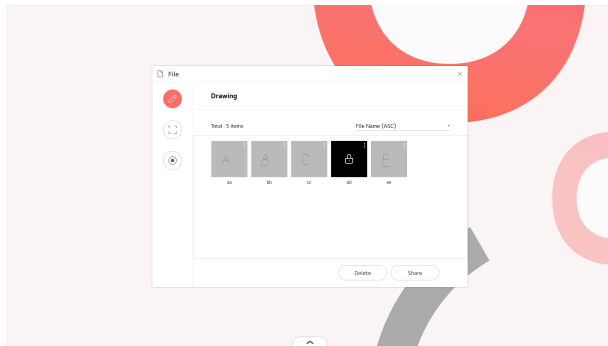 File
Drawing
Total : 5 items
File Name (ASC)
A B C E
aa bb cc dd ee
Delete Share